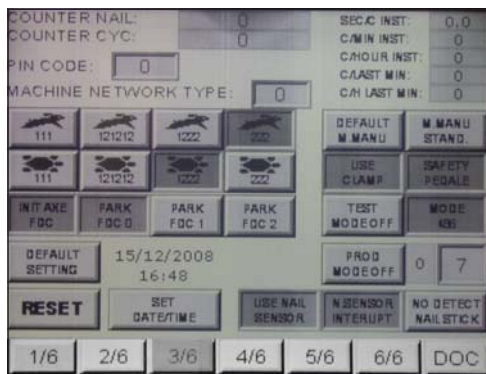 COUNTER NAIL: 0
COUNTER CYC: 0
PIN CODE: 0
MACHINE NETWORK TYPE: 0
SEC/C INST: 0.0
C/MIN INST: 0
C/HOUR INST: 0
C/LAST MIN: 0
C/H LAST MIN: 0
111 121212 1222 222
DEFAULT M.MANU
M.MANU STAND.
111 121212 1222 222
USE CLAMP
SAFETY PEDALE
INIT AXE FDC
PARK FDC 0
PARK FDC 1
PARK FDC 2
TEST MODEOFF
MODE
DEFAULT SETTING
15/12/2008
16:48
PROD MODEOFF
0 7
RESET
SET DATE/TIME
USE NAIL SENSOR
N.SENSOR INTERUPT
NO DETECT NAIL STICK
1/6 2/6 3/6 4/6 5/6 6/6 DOC